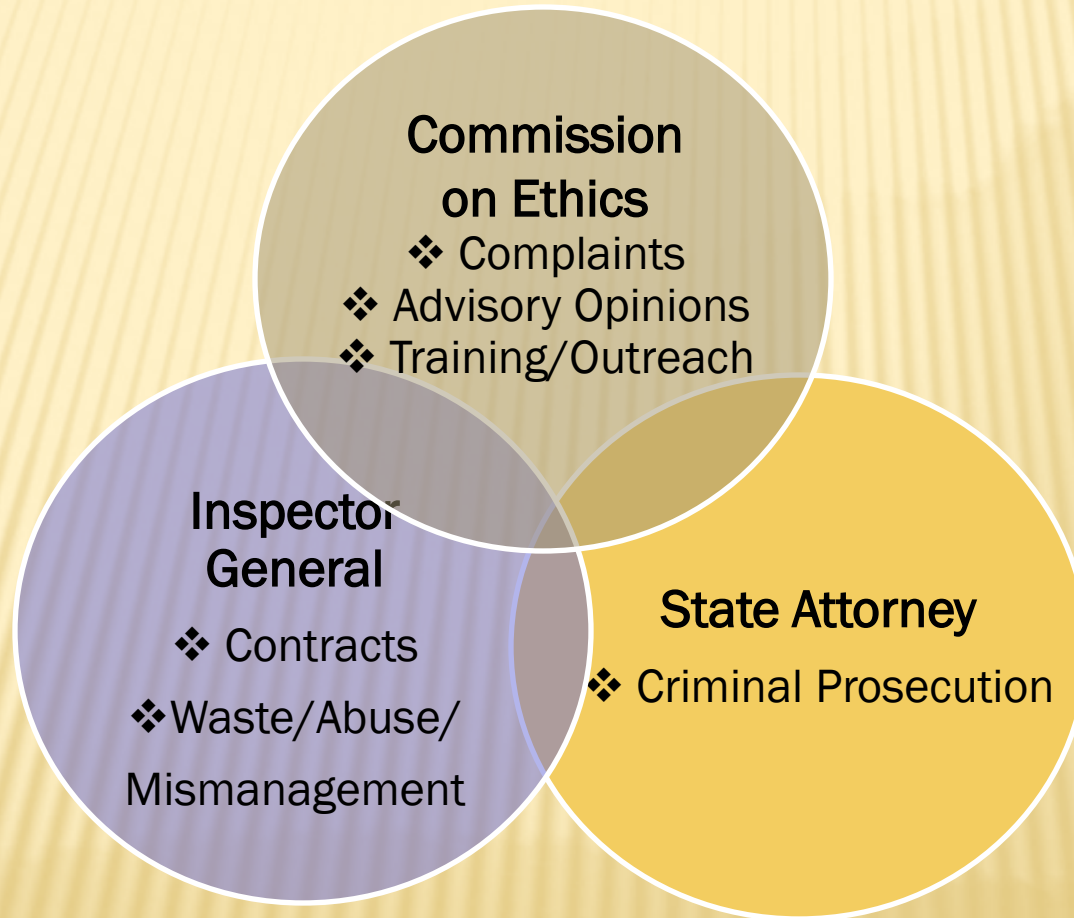 Commission
on Ethics
❖ Complaints
❖ Advisory Opinions
❖ Training/Outreach
Inspector
General
❖ Contracts
❖Waste/Abuse/
Mismanagement
State Attorney
❖ Criminal Prosecution